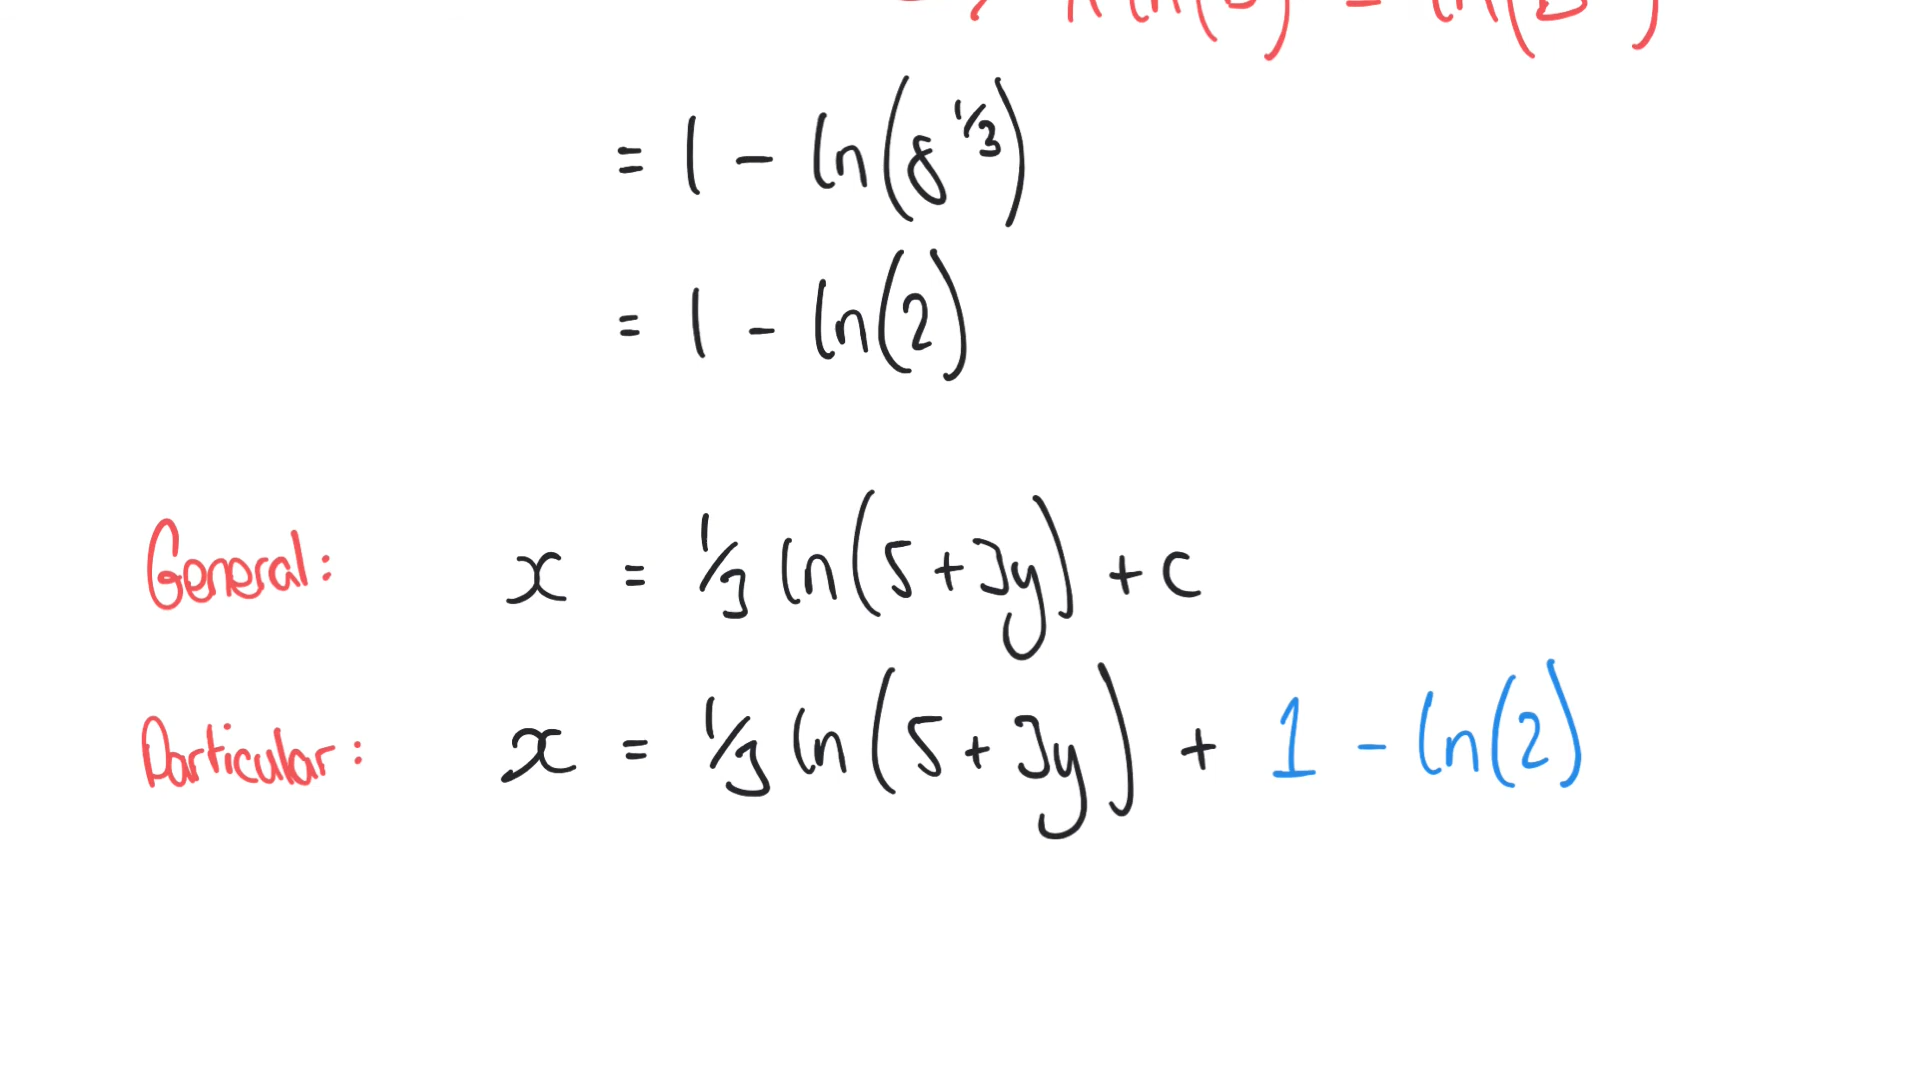 = 1 - ln(8^1/3)
= 1 - ln(2)
General: x = 1/3 ln(5+3y) + c
Particular: x = 1/3 ln(5+3y) + 1 - ln(2)